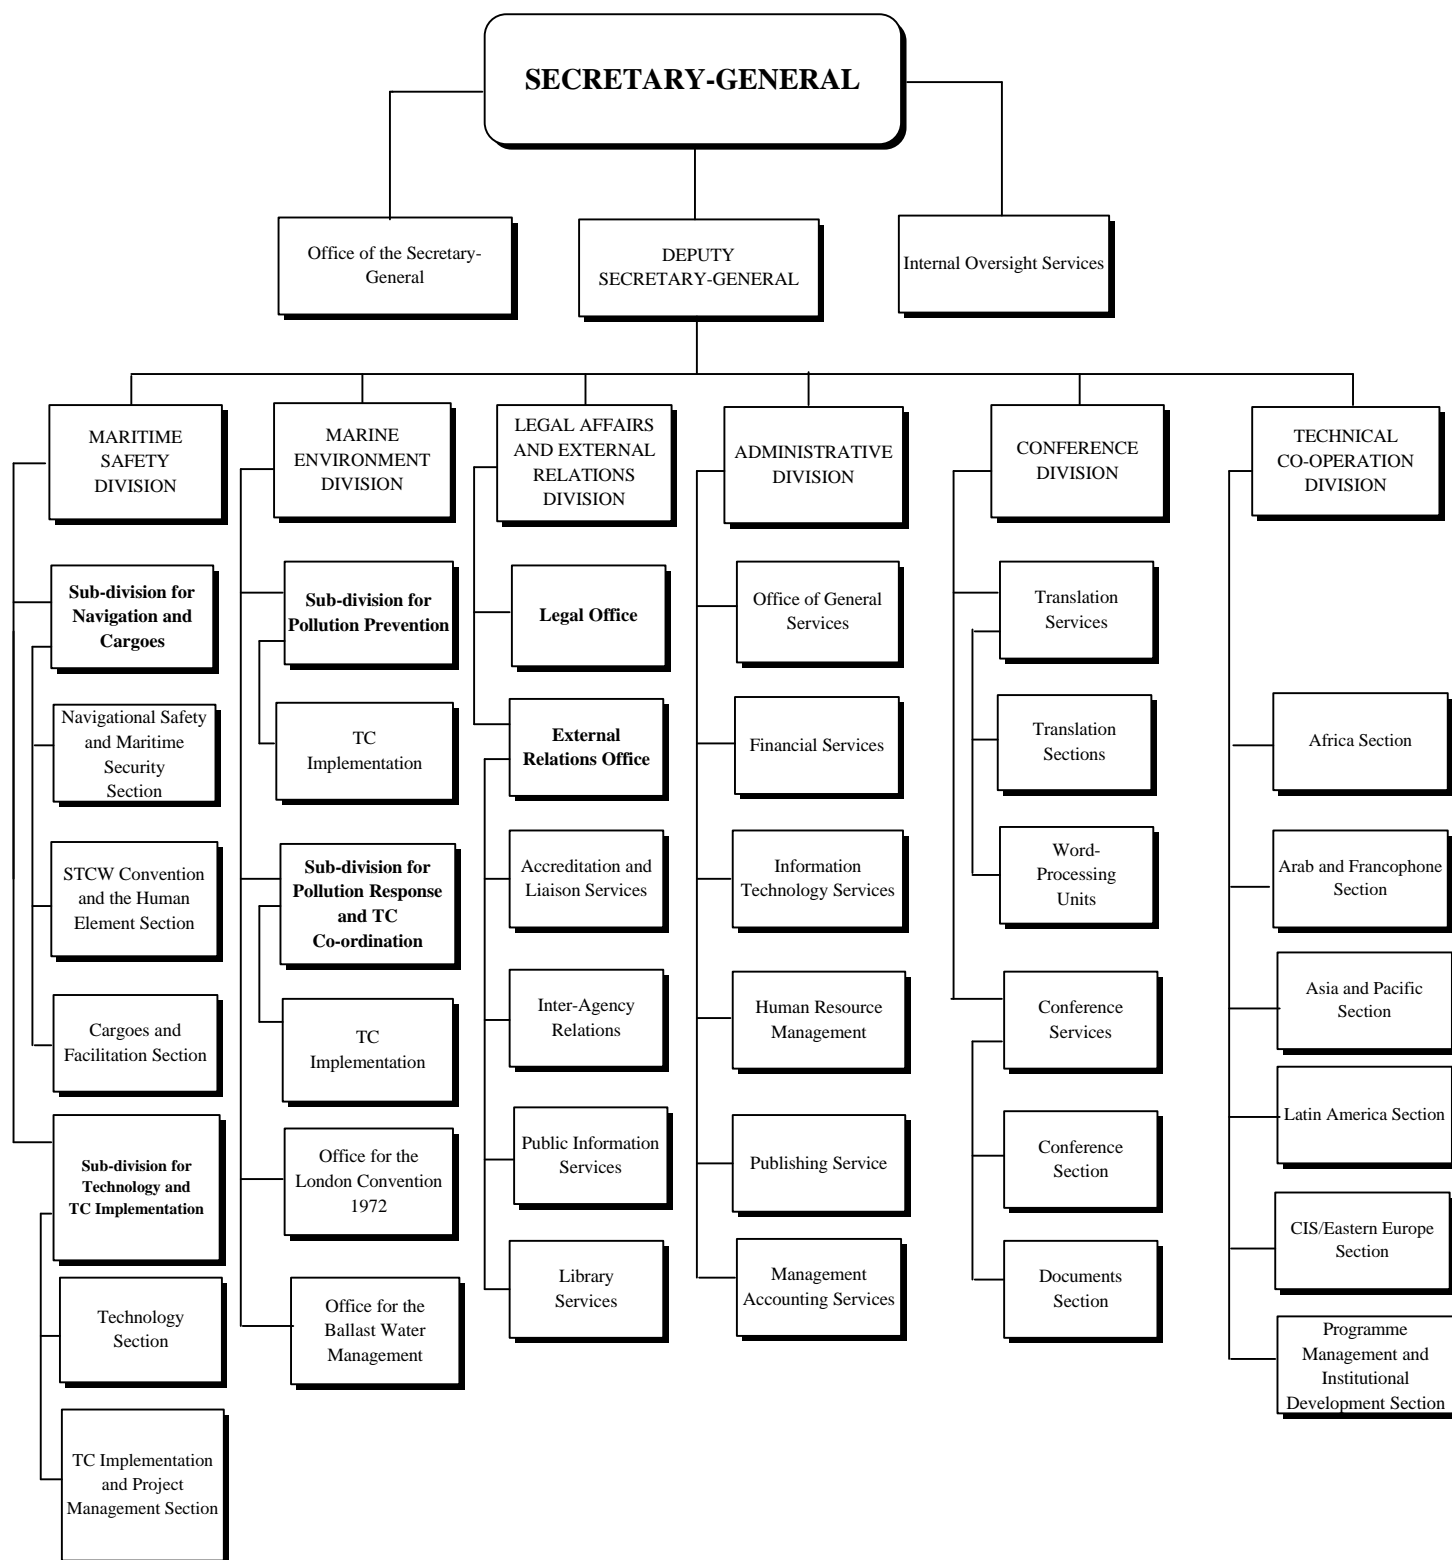 SECRETARY-GENERAL
Office of the Secretary-
General
DEPUTY
SECRETARY-GENERAL
Internal Oversight Services
MARITIME
SAFETY
DIVISION
Sub-division for
Navigation and
Cargoes
Navigational Safety
and Maritime
Security
Section
STCW Convention
and the Human
Element Section
Cargoes and
Facilitation Section
Sub-division for
Technology and
TC Implementation
Technology
Section
TC Implementation
and Project
Management Section
MARINE
ENVIRONMENT
DIVISION
Sub-division for
Pollution Prevention
TC
Implementation
Sub-division for
Pollution Response
and TC
Co-ordination
TC
Implementation
Office for the
London Convention
1972
Office for the
Ballast Water
Management
LEGAL AFFAIRS
AND EXTERNAL
RELATIONS
DIVISION
Legal Office
External
Relations Office
Accreditation and
Liaison Services
Inter-Agency
Relations
Public Information
Services
Library
Services
ADMINISTRATIVE
DIVISION
Office of General
Services
Financial Services
Information
Technology Services
Human Resource
Management
Publishing Service
Management
Accounting Services
CONFERENCE
DIVISION
Translation
Services
Translation
Sections
Word-
Processing
Units
Conference
Services
Conference
Section
Documents
Section
TECHNICAL
CO-OPERATION
DIVISION
Africa Section
Arab and Francophone
Section
Asia and Pacific
Section
Latin America Section
CIS/Eastern Europe
Section
Programme
Management and
Institutional
Development Section